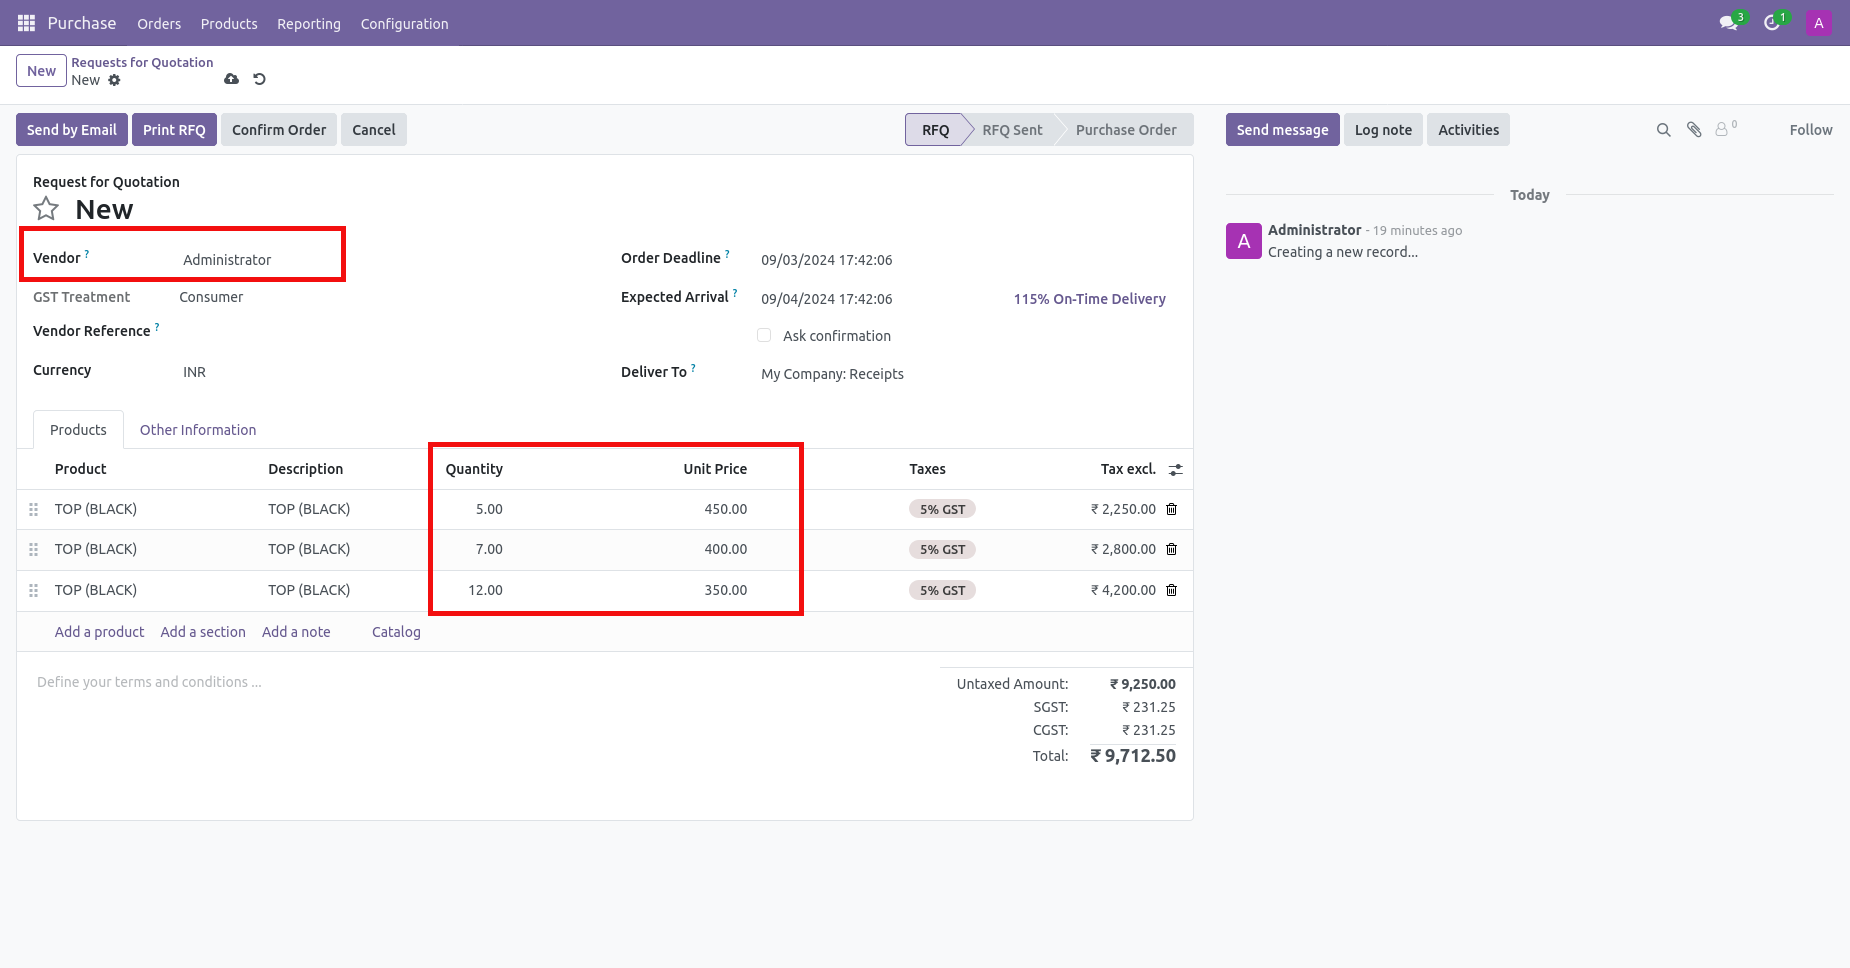 Purchase Orders Products Reporting Configuration 3 1 A
New Requests for Quotation
New
Send by Email Print RFQ Confirm Order Cancel RFQ RFQ Sent Purchase Order Send message Log note Activities 0 Follow
Request for Quotation
New
Today
Vendor ? Administrator Order Deadline ? 09/03/2024 17:42:06
A Administrator - 19 minutes ago
Creating a new record...
GST Treatment Consumer Expected Arrival ? 09/04/2024 17:42:06 115% On-Time Delivery
Vendor Reference ? Ask confirmation
Currency INR Deliver To ? My Company: Receipts
Products Other Information
Product Description Quantity Unit Price Taxes Tax excl.
TOP (BLACK) TOP (BLACK) 5.00 450.00 5% GST ₹ 2,250.00
TOP (BLACK) TOP (BLACK) 7.00 400.00 5% GST ₹ 2,800.00
TOP (BLACK) TOP (BLACK) 12.00 350.00 5% GST ₹ 4,200.00
Add a product Add a section Add a note Catalog
Define your terms and conditions ...
Untaxed Amount: ₹ 9,250.00
SGST: ₹ 231.25
CGST: ₹ 231.25
Total: ₹ 9,712.50